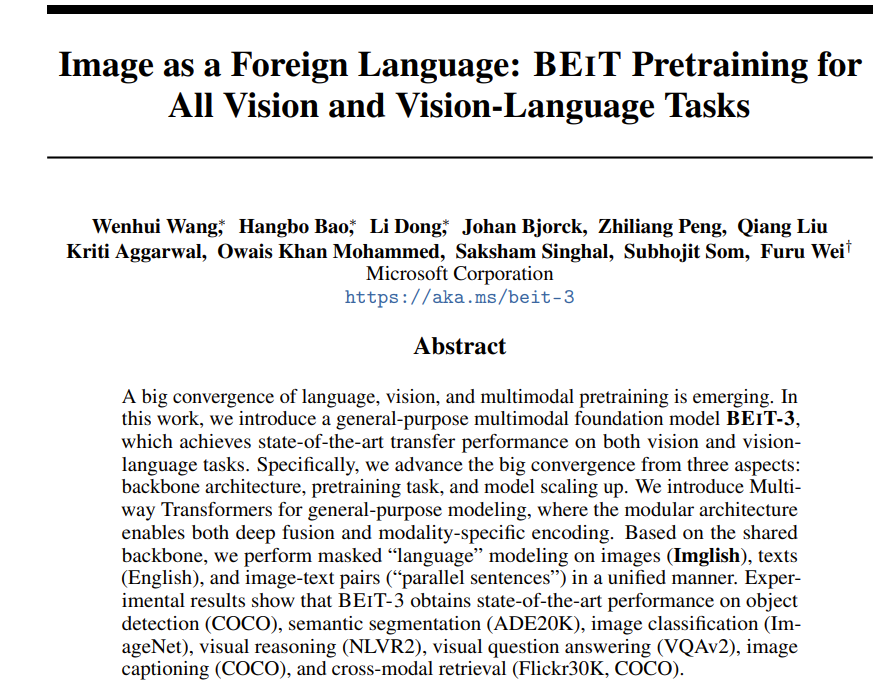 Image as a Foreign Language: BEIT Pretraining for
All Vision and Vision-Language Tasks
Wenhui Wang*, Hangbo Bao*, Li Dong*, Johan Bjorck, Zhiliang Peng, Qiang Liu
Kriti Aggarwal, Owais Khan Mohammed, Saksham Singhal, Subhojit Som, Furu Wei†
Microsoft Corporation
https://aka.ms/beit-3
Abstract
A big convergence of language, vision, and multimodal pretraining is emerging. In
this work, we introduce a general-purpose multimodal foundation model BEIT-3,
which achieves state-of-the-art transfer performance on both vision and vision-
language tasks. Specifically, we advance the big convergence from three aspects:
backbone architecture, pretraining task, and model scaling up. We introduce Multi-
way Transformers for general-purpose modeling, where the modular architecture
enables both deep fusion and modality-specific encoding. Based on the shared
backbone, we perform masked “language” modeling on images (Imglish), texts
(English), and image-text pairs (“parallel sentences”) in a unified manner. Exper-
imental results show that BEIT-3 obtains state-of-the-art performance on object
detection (COCO), semantic segmentation (ADE20K), image classification (Im-
ageNet), visual reasoning (NLVR2), visual question answering (VQAv2), image
captioning (COCO), and cross-modal retrieval (Flickr30K, COCO).